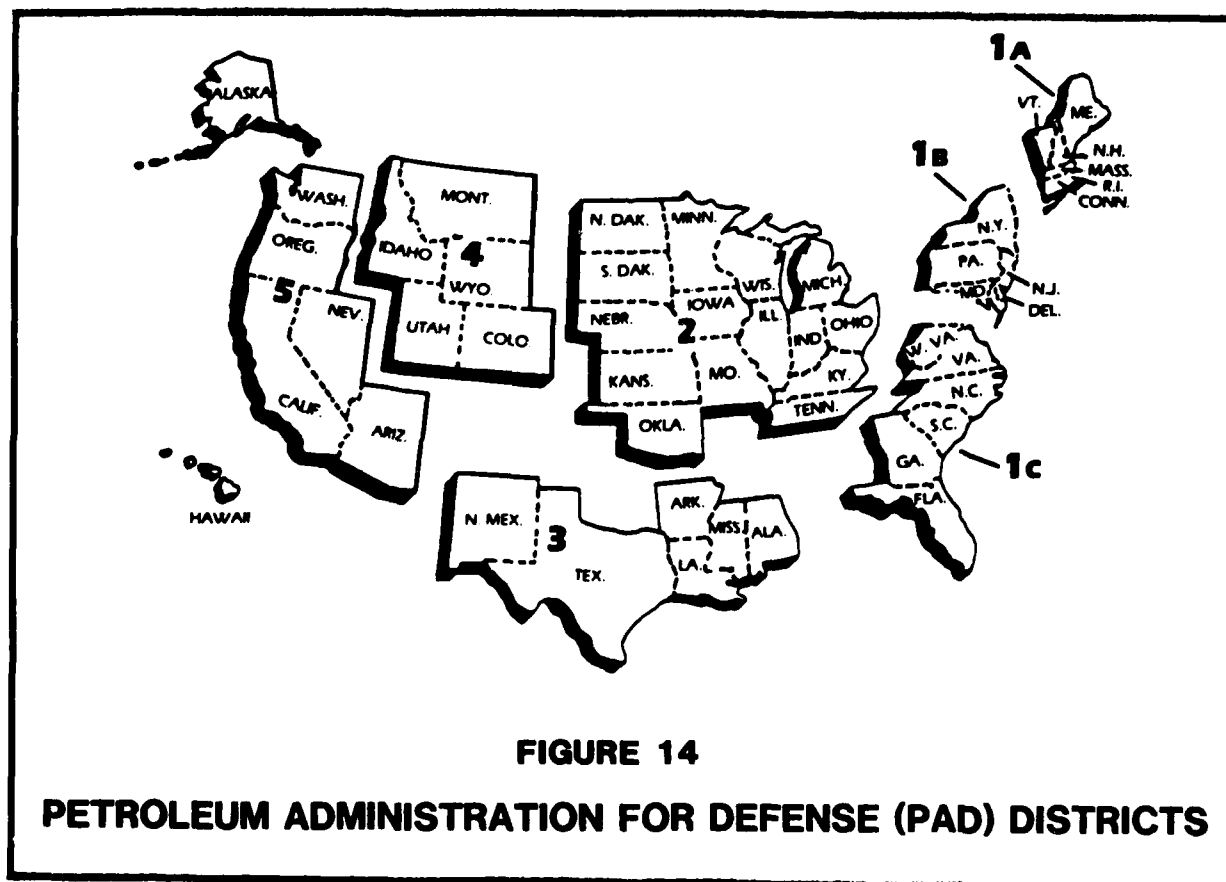 1A
ALASKA
VT.
ME.
1B
N.H.
MASS.
R.I.
CONN.
WASH.
MONT.
N. DAK.
MINN.
N.Y.
OREG.
IDAHO
4
S. DAK.
WIS.
MICH.
PA.
N.J.
5
WYO.
MD.
DEL.
NEV.
UTAH
COLO
NEBR.
IOWA
2
ILL.
IND
OHIO
W. VA.
VA.
KANS.
MO.
KY.
N.C.
CALIF.
ARIZ.
OKLA.
TENN.
S.C.
GA.
1C
HAWAII
N. MEX.
3
TEX.
ARK.
MISS.
ALA.
LA.
FLA.
FIGURE 14
PETROLEUM ADMINISTRATION FOR DEFENSE (PAD) DISTRICTS